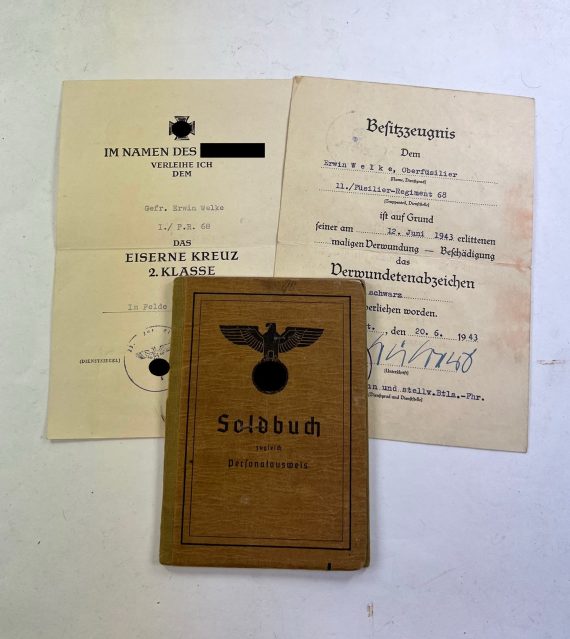 IM NAMEN DES
VERLEIHE ICH
DEM
Gefr. Erwin Welke
1./ F.R. 68
DAS
EISERNE KREUZ
2. KLASSE
Im Felde
(DIENSTSIEGEL)
Besitzzeugnis
Dem
Erwin W e l k e, Oberfüsilier
(Name, Dienstgrad)
11./Füsilier-Regiment 68
(Truppenteil, Dienststelle)
ist auf Grund
seiner am 12. Juni 1943 erlittenen
maligen Verwundung – Beschädigung
das
Verwundetenabzeichen
schwarz
verliehen worden.
, den 20.6. 1943
(Unterschrift)
und stellv.Btls.-Fhr.
(Dienstgrad und Dienststelle)
Soldbuch
zugleich
Personalausweis